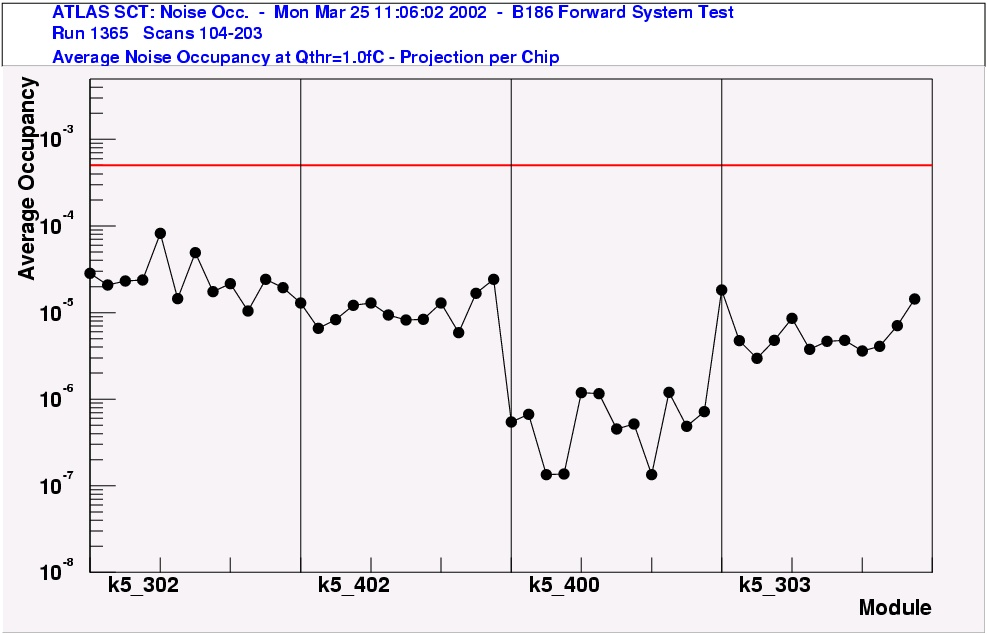 ATLAS SCT: Noise Occ. - Mon Mar 25 11:06:02 2002 - B186 Forward System Test
Run 1365 Scans 104-203
Average Noise Occupancy at Qthr=1.0fC - Projection per Chip
Average Occupancy
10^-3
10^-4
10^-5
10^-6
10^-7
10^-8
k5_302 k5_402 k5_400 k5_303
Module